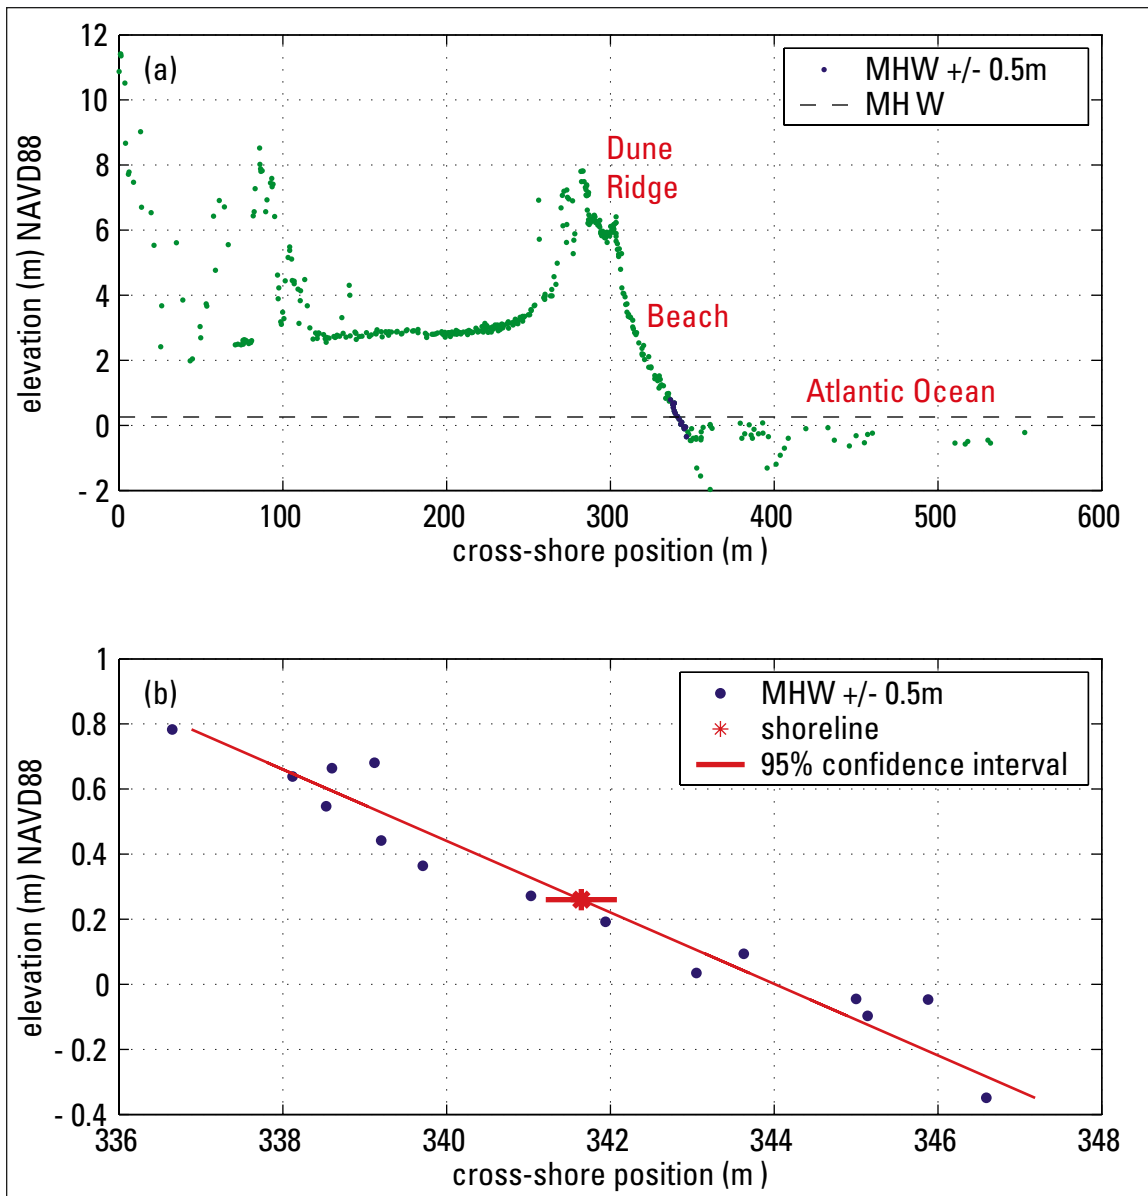 12
(a)
MHW +/- 0.5m
MH W
10
8
6
4
2
0
- 2
elevation (m) NAVD88
Dune
Ridge
Beach
Atlantic Ocean
0 100 200 300 400 500 600
cross-shore position (m )
1
(b)
MHW +/- 0.5m
shoreline
95% confidence interval
0.8
0.6
0.4
0.2
0
- 0.2
- 0.4
elevation (m) NAVD88
336 338 340 342 344 346 348
cross-shore position (m )